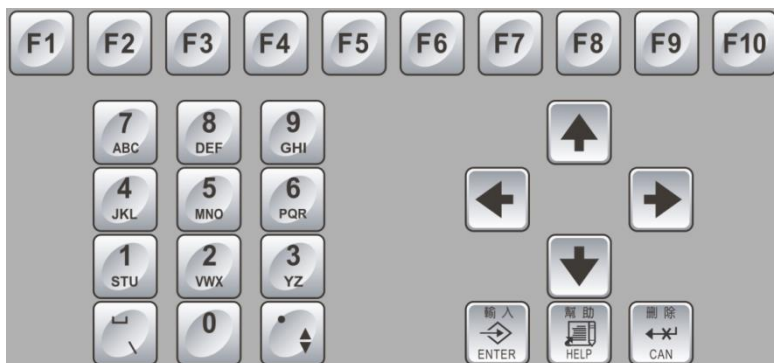 F1 F2 F3 F4 F5 F6 F7 F8 F9 F10
7 8 9
ABC DEF GHI
4 5 6
JKL MNO PQR
1 2 3
STU VWX YZ
0
輸入 幫助 刪除
ENTER HELP CAN